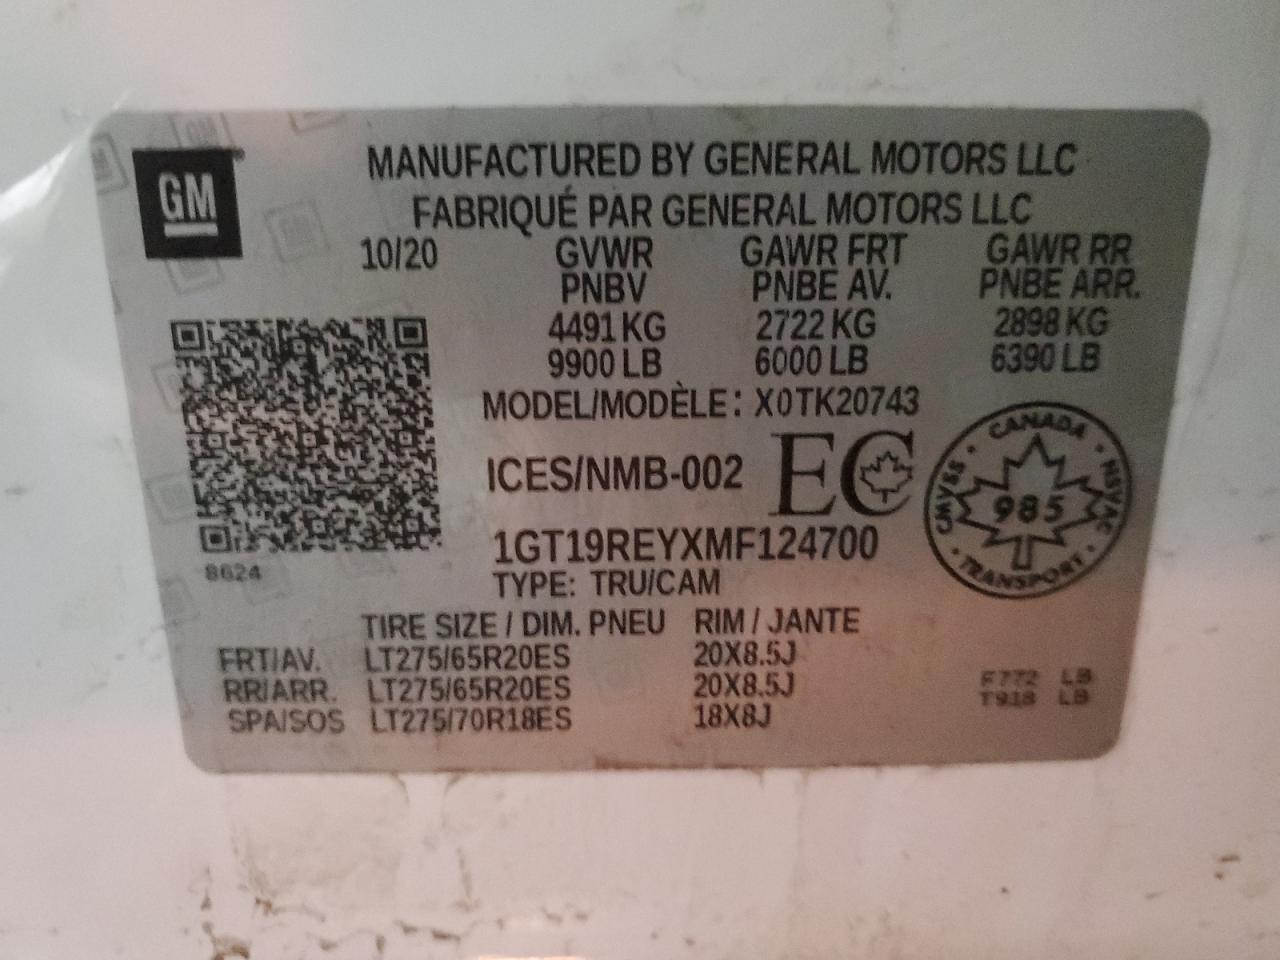 GM
MANUFACTURED BY GENERAL MOTORS LLC
FABRIQUÉ PAR GENERAL MOTORS LLC
10/20 GVWR GAWR FRT GAWR RR
PNBV PNBE AV. PNBE ARR.
4491 KG 2722 KG 2898 KG
9900 LB 6000 LB 6390 LB
MODEL/MODÈLE: X0TK20743
ICES/NMB-002 EC
CANADA
CMVSS 985 NSVAC
TRANSPORT
1GT19REYXMF124700
8624
TYPE: TRU/CAM
TIRE SIZE / DIM. PNEU RIM / JANTE
FRT/AV. LT275/65R20ES 20X8.5J
RR/ARR. LT275/65R20ES 20X8.5J
SPA/SOS LT275/70R18ES 18X8J
F772 LB
T918 LB